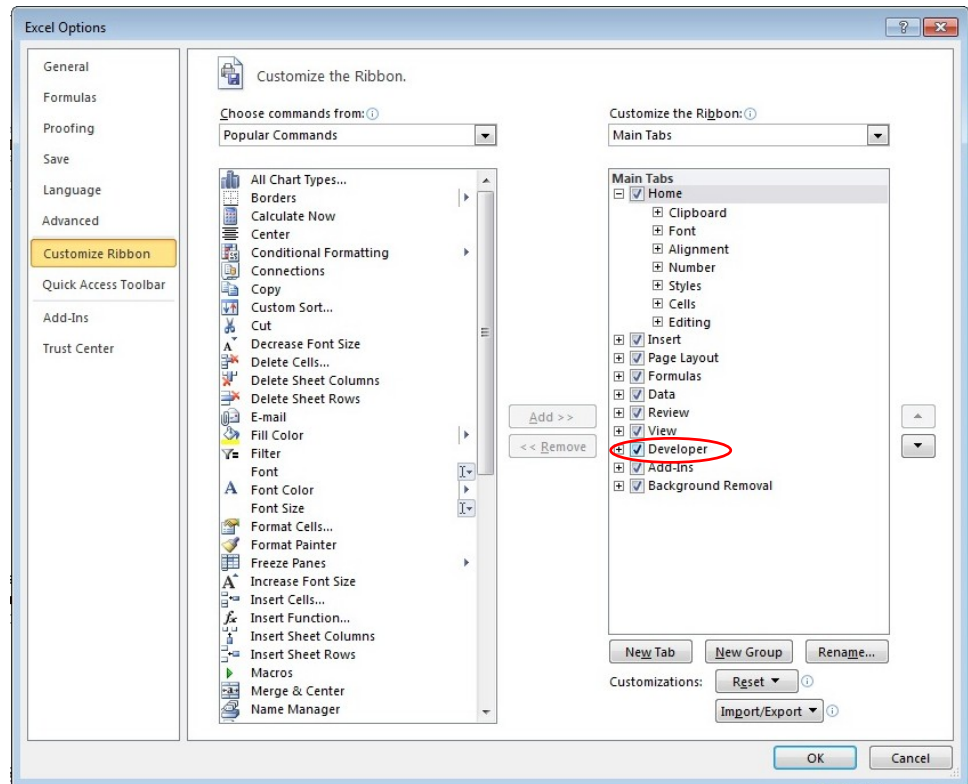 Excel Options
General
Formulas
Proofing
Save
Language
Advanced
Customize Ribbon
Quick Access Toolbar
Add-Ins
Trust Center
Customize the Ribbon.
Choose commands from:
Popular Commands
All Chart Types...
Borders
Calculate Now
Center
Conditional Formatting
Connections
Copy
Custom Sort...
Cut
Decrease Font Size
Delete Cells...
Delete Sheet Columns
Delete Sheet Rows
E-mail
Fill Color
Filter
Font
Font Color
Font Size
Format Cells...
Format Painter
Freeze Panes
Increase Font Size
Insert Cells...
Insert Function...
Insert Sheet Columns
Insert Sheet Rows
Macros
Merge & Center
Name Manager
Add >>
<< Remove
Customize the Ribbon:
Main Tabs
Main Tabs
Home
Clipboard
Font
Alignment
Number
Styles
Cells
Editing
Insert
Page Layout
Formulas
Data
Review
View
Developer
Add-Ins
Background Removal
New Tab
New Group
Rename...
Customizations:
Reset
Import/Export
OK
Cancel